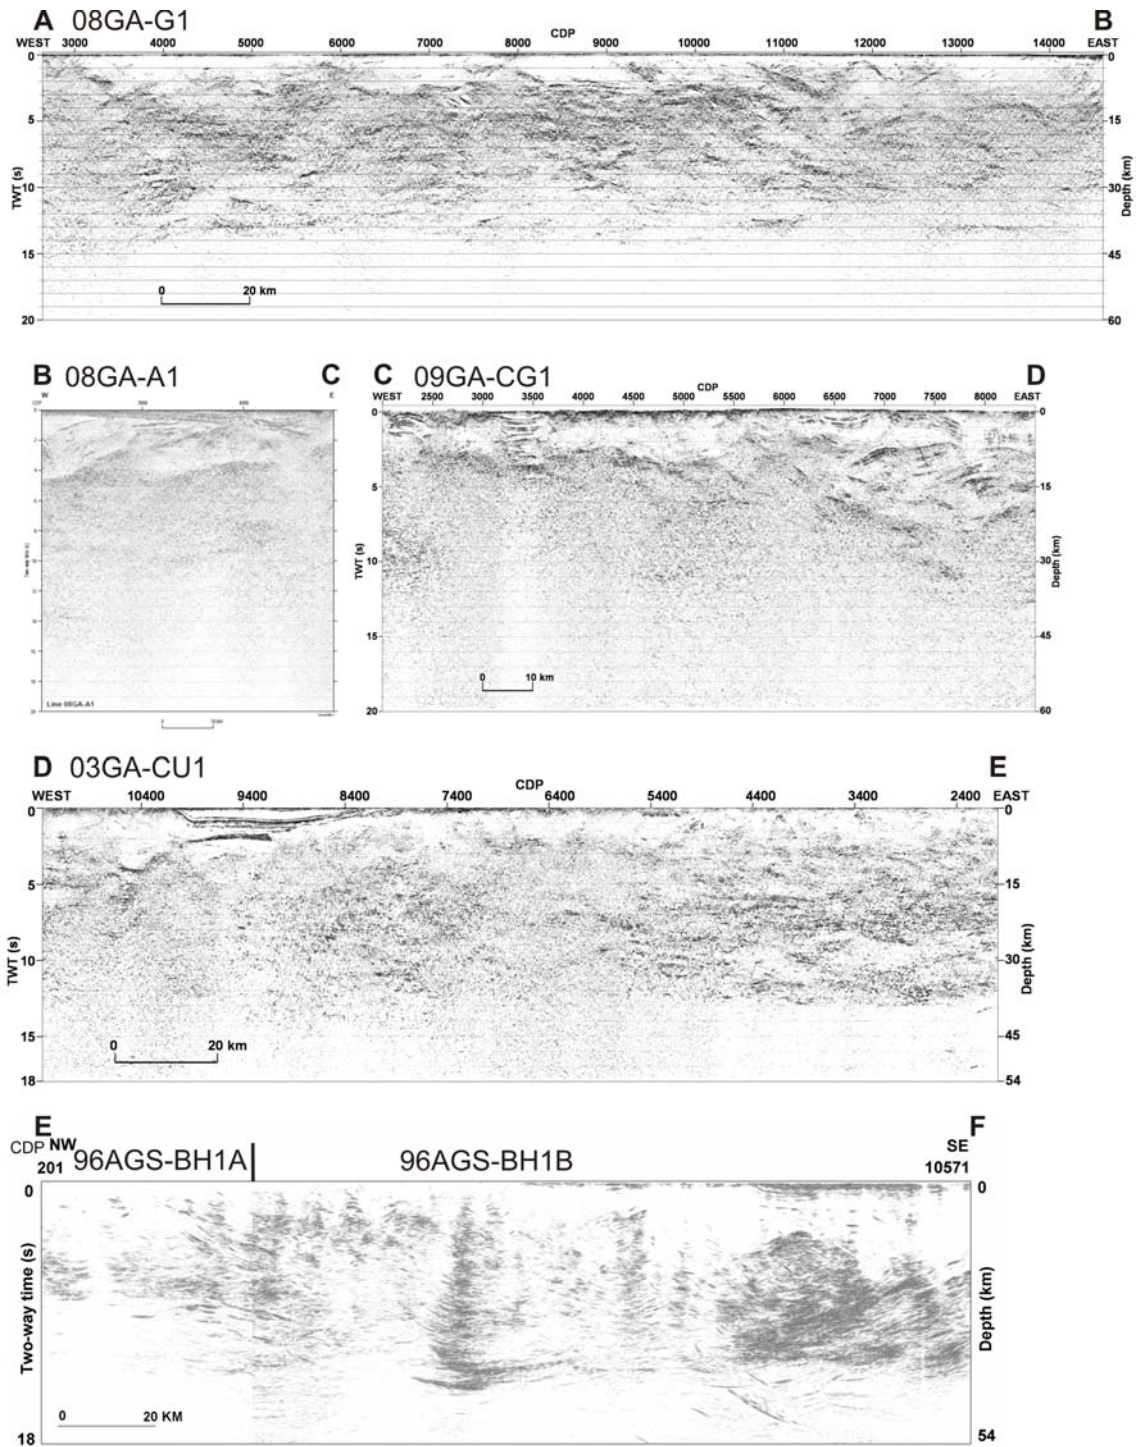 A 08GA-G1 B
CDP
WEST 3000 4000 5000 6000 7000 8000 9000 10000 11000 12000 13000 14000 EAST
0 0
5 15
10 30
15 45
20 60
TWT (s)
Depth (km)
0 20 km
B 08GA-A1 C
W E
CDP
0
2
4
Line 08GA-A1
0
C 09GA-CG1 D
CDP
WEST 2500 3000 3500 4000 4500 5000 5500 6000 6500 7000 7500 8000 EAST
0 0
5 15
10 30
15 45
20 60
TWT (s)
Depth (km)
0 10 km
D 03GA-CU1 E
CDP
WEST 10400 9400 8400 7400 6400 5400 4400 3400 2400 EAST
0 0
5 15
10 30
15 45
18 54
TWT (s)
Depth (km)
0 20 km
E F
CDP NW SE
201 96AGS-BH1A 96AGS-BH1B 10571
0 0
Two-way time (s)
Depth (km)
0 20 KM
18 54